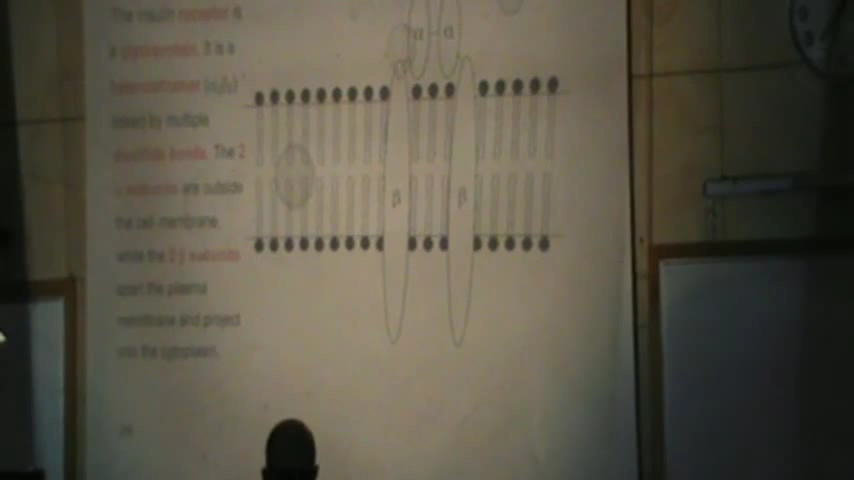 The insulin receptor is
a glycoprotein. It is a
heterotetramer (α₂β₂)
linked by multiple
disulfide bonds. The 2
α subunits are outside
the cell membrane,
while the 2 β subunits
span the plasma
membrane and project
into the cytoplasm.
α - α
β
β